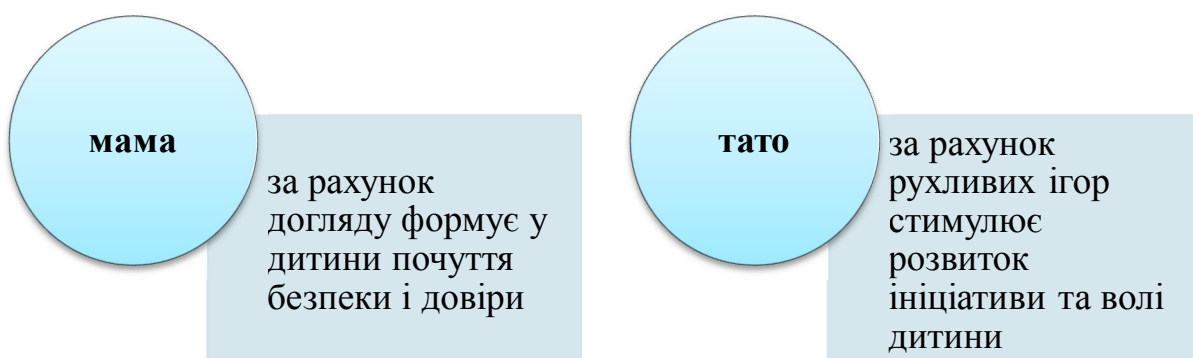 мама
за рахунок
догляду формує у
дитини почуття
безпеки і довіри
тато
за рахунок
рухливих ігор
стимулює
розвиток
ініціативи та волі
дитини